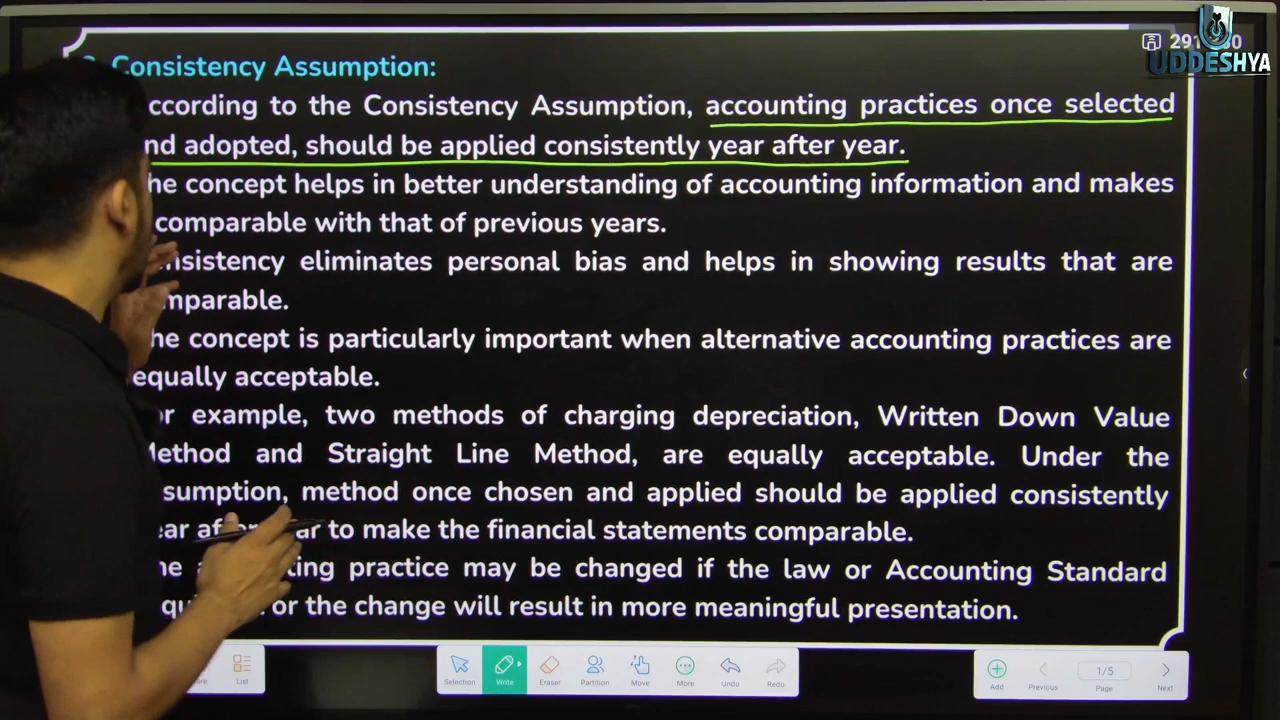 Consistency Assumption:
ccording to the Consistency Assumption, accounting practices once selected
nd adopted, should be applied consistently year after year.
he concept helps in better understanding of accounting information and makes
comparable with that of previous years.
nsistency eliminates personal bias and helps in showing results that are
mparable.
he concept is particularly important when alternative accounting practices are
equally acceptable.
or example, two methods of charging depreciation, Written Down Value
ethod and Straight Line Method, are equally acceptable. Under the
sumption, method once chosen and applied should be applied consistently
ear af ar to make the financial statements comparable.
he a ting practice may be changed if the law or Accounting Standard
qui or the change will result in more meaningful presentation.
UDDESHYA
List
Selection
Write
Eraser
Partition
Move
More
Undo
Redo
Add
Previous
1/5
Page
Next